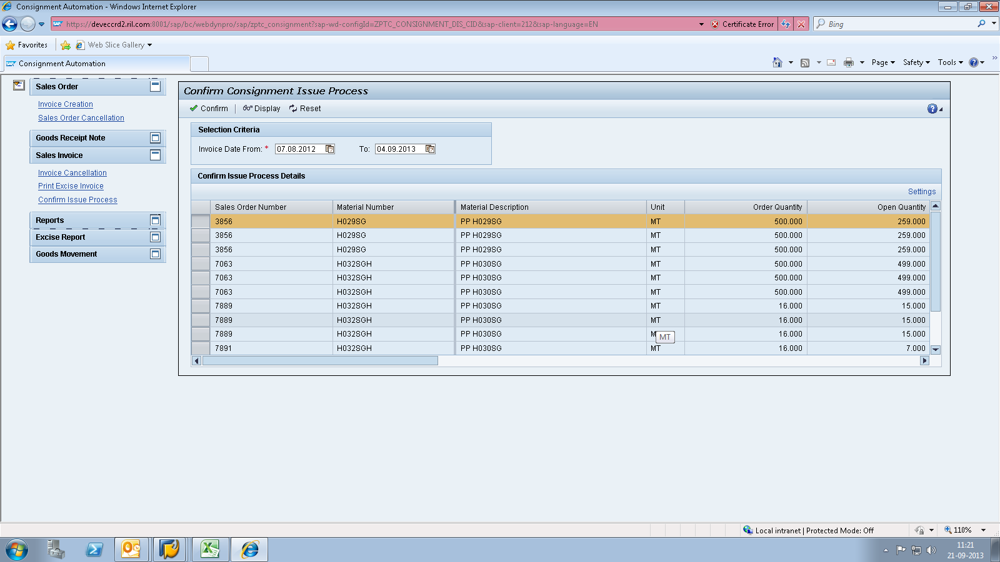 Consignment Automation - Windows Internet Explorer
https://deveccrd2.ril.com:8001/sap/bc/webdynpro/sap/zptc_consignment?sap-wd-configId=ZPTC_CONSIGNMENT_DIS_CID&sap-client=212&sap-language=EN
Certificate Error
Bing
Favorites
Web Slice Gallery
SAP Consignment Automation
Page
Safety
Tools
Sales Order
Invoice Creation
Sales Order Cancellation
Goods Receipt Note
Sales Invoice
Invoice Cancellation
Print Excise Invoice
Confirm Issue Process
Reports
Excise Report
Goods Movement
Confirm Consignment Issue Process
Confirm Display Reset
Selection Criteria
Invoice Date From: * 07.08.2012 To: 04.09.2013
Confirm Issue Process Details
Settings
Sales Order Number Material Number Material Description Unit Order Quantity Open Quantity
3856 H029SG PP H029SG MT 500.000 259.000
3856 H029SG PP H029SG MT 500.000 259.000
3856 H029SG PP H029SG MT 500.000 259.000
7063 H032SGH PP H030SG MT 500.000 499.000
7063 H032SGH PP H030SG MT 500.000 499.000
7063 H032SGH PP H030SG MT 500.000 499.000
7889 H032SGH PP H030SG MT 16.000 15.000
7889 H032SGH PP H030SG MT 16.000 15.000
7889 H032SGH PP H030SG M 16.000 15.000
MT
7891 H032SGH PP H030SG MT 16.000 7.000
Local intranet | Protected Mode: Off
110%
11:21
21-09-2013